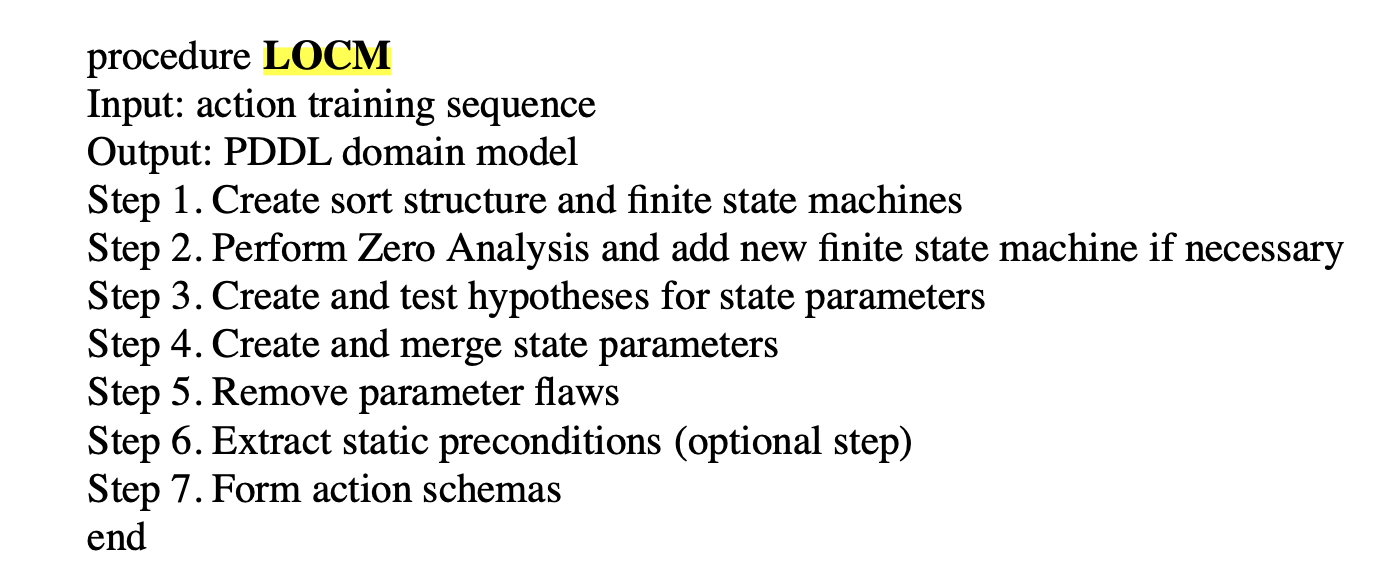 procedure LOCM
Input: action training sequence
Output: PDDL domain model
Step 1. Create sort structure and finite state machines
Step 2. Perform Zero Analysis and add new finite state machine if necessary
Step 3. Create and test hypotheses for state parameters
Step 4. Create and merge state parameters
Step 5. Remove parameter flaws
Step 6. Extract static preconditions (optional step)
Step 7. Form action schemas
end